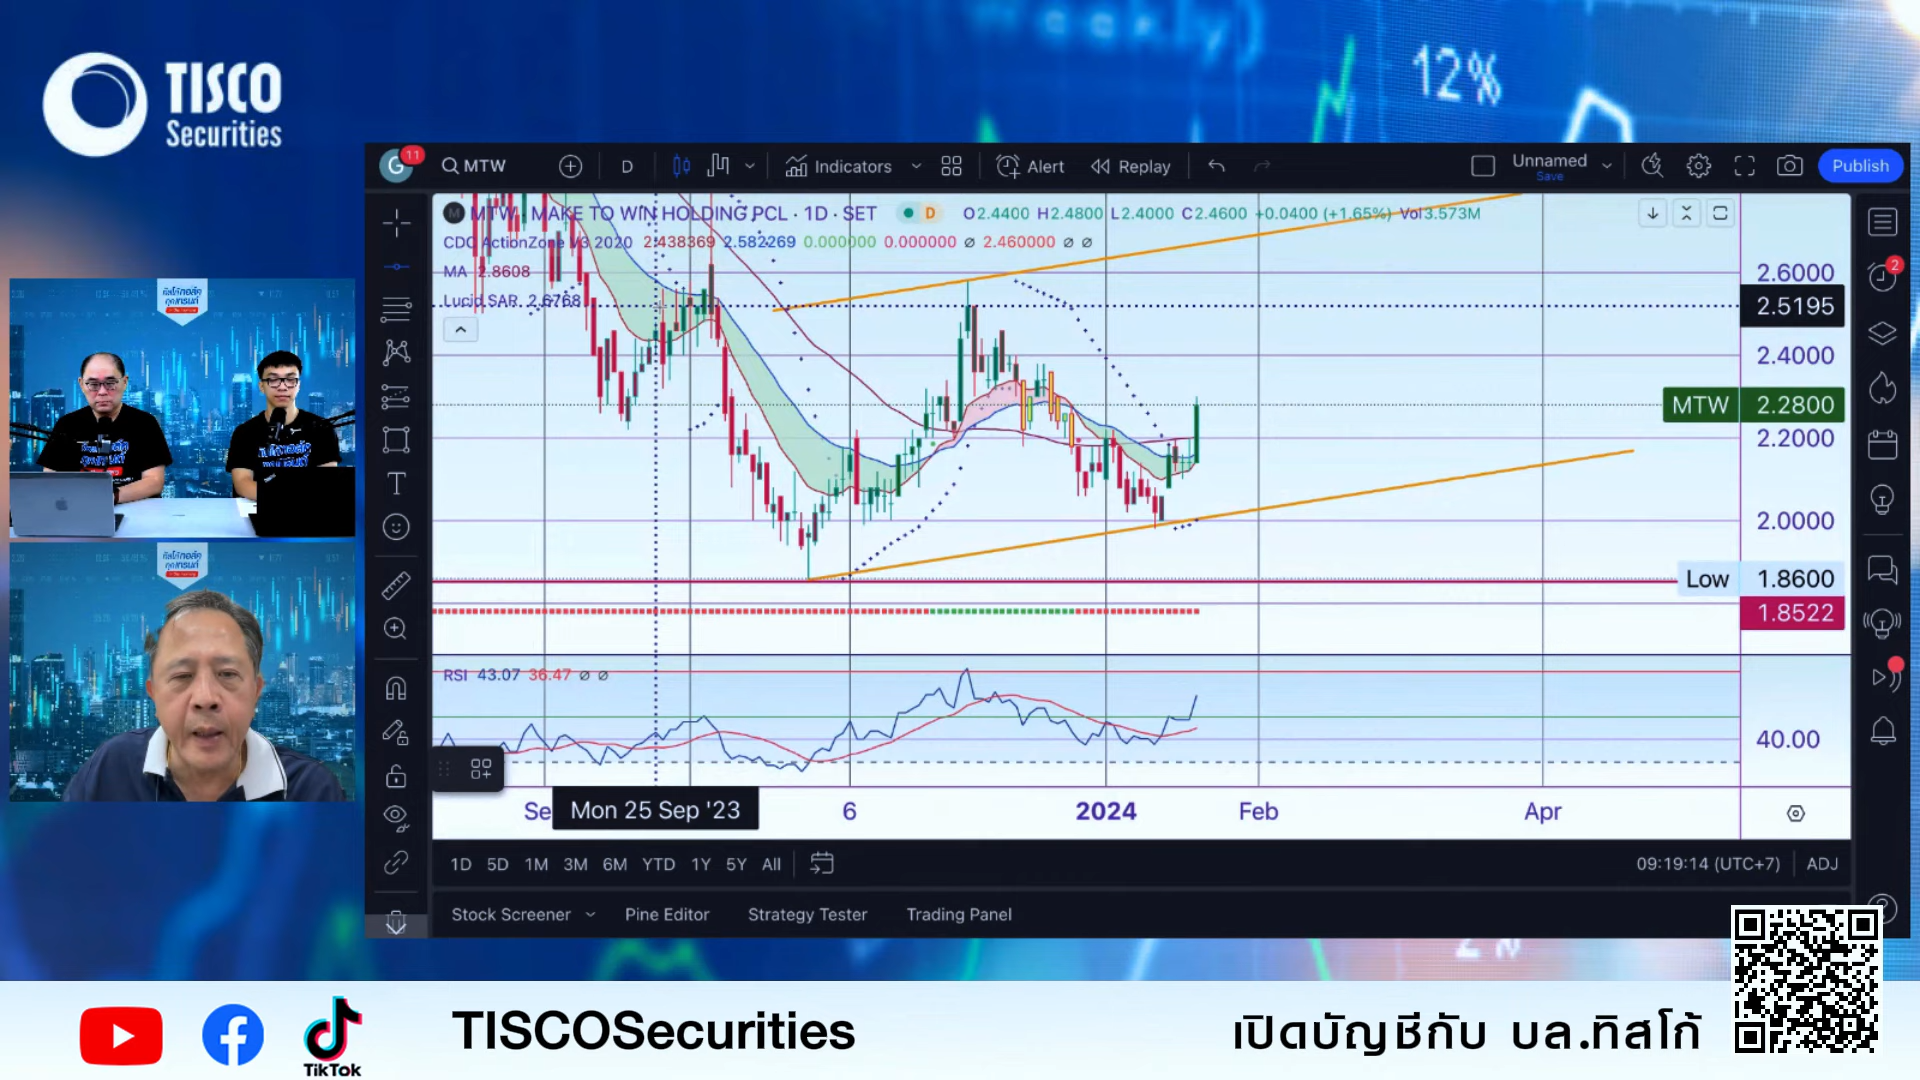 12%
TISCO
Securities
G
11
MTW
D
Indicators
Alert
Replay
Unnamed
Save
Publish
M MTW · MAKE TO WIN HOLDING PCL · 1D · SET
D
O2.4400 H2.4800 L2.4000 C2.4600 +0.0400 (+1.65%) Vol3.573M
CDC ActionZone V3 2020 2.438369 2.582269 0.000000 0.000000 ∅ 2.460000 ∅ ∅
MA 2.8608
Lucid SAR 2.6768
2.6000
2.5195
2.4000
MTW 2.2800
2.2000
2.0000
Low 1.8600
1.8522
2
RSI 43.07 36.47 ∅ ∅
40.00
Se
Mon 25 Sep '23
6
2024
Feb
Apr
1D 5D 1M 3M 6M YTD 1Y 5Y All
09:19:14 (UTC+7)
ADJ
Stock Screener
Pine Editor
Strategy Tester
Trading Panel
TikTok
TISCOSecurities
เปิดบัญชีกับ บล.ทิสโก้